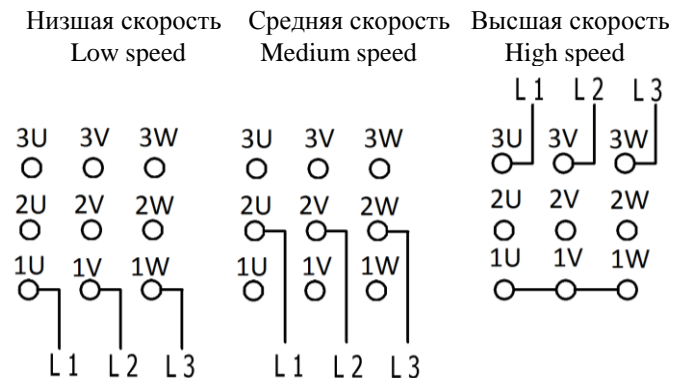 Низшая скорость Средняя скорость Высшая скорость
Low speed Medium speed High speed
L1 L2 L3
3U 3V 3W 3U 3V 3W 3U 3V 3W
2U 2V 2W 2U 2V 2W 2U 2V 2W
1U 1V 1W 1U 1V 1W 1U 1V 1W
L1 L2 L3 L1 L2 L3